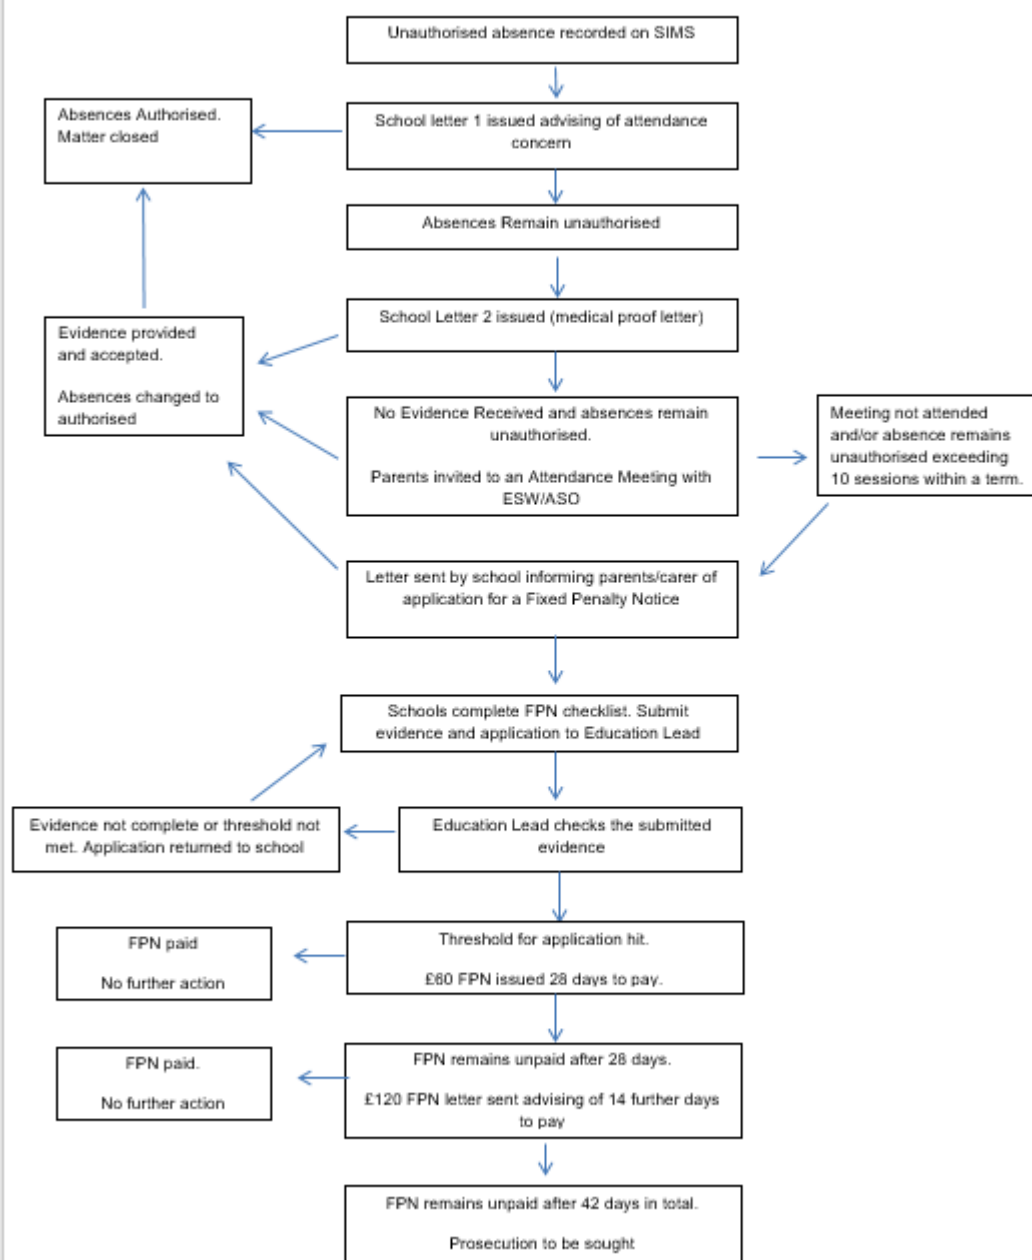 Unauthorised absence recorded on SIMS
Absences Authorised.
Matter closed
School letter 1 issued advising of attendance
concern
Absences Remain unauthorised
School Letter 2 issued (medical proof letter)
Evidence provided
and accepted.
Absences changed to
authorised
No Evidence Received and absences remain
unauthorised.
Parents invited to an Attendance Meeting with
ESW/ASO
Meeting not attended
and/or absence remains
unauthorised exceeding
10 sessions within a term.
Letter sent by school informing parents/carer of
application for a Fixed Penalty Notice
Schools complete FPN checklist. Submit
evidence and application to Education Lead
Evidence not complete or threshold not
met. Application returned to school
Education Lead checks the submitted
evidence
FPN paid
No further action
Threshold for application hit.
£60 FPN issued 28 days to pay.
FPN paid.
No further action
FPN remains unpaid after 28 days.
£120 FPN letter sent advising of 14 further days
to pay
FPN remains unpaid after 42 days in total.
Prosecution to be sought